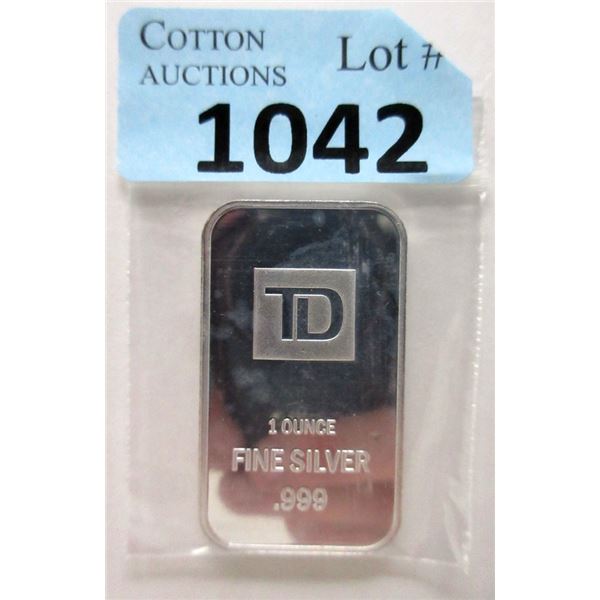 COTTON
AUCTIONS
Lot #
1042
TD
1 OUNCE
FINE SILVER
.999